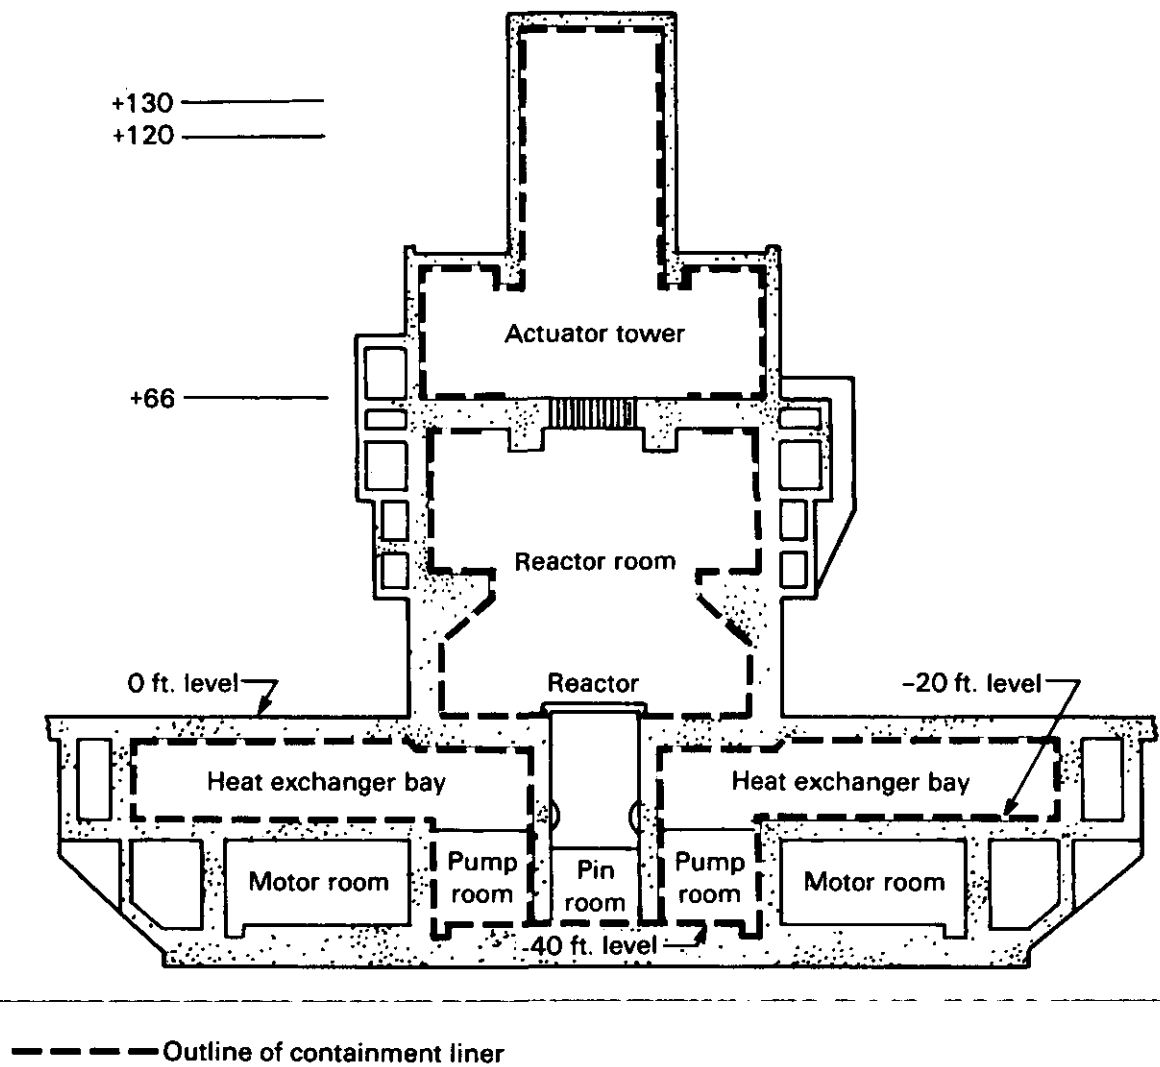 +130
+120
Actuator tower
+66
Reactor room
0 ft. level
Reactor
-20 ft. level
Heat exchanger bay
Heat exchanger bay
Motor room
Pump
room
Pin
room
Pump
room
Motor room
-40 ft. level
Outline of containment liner